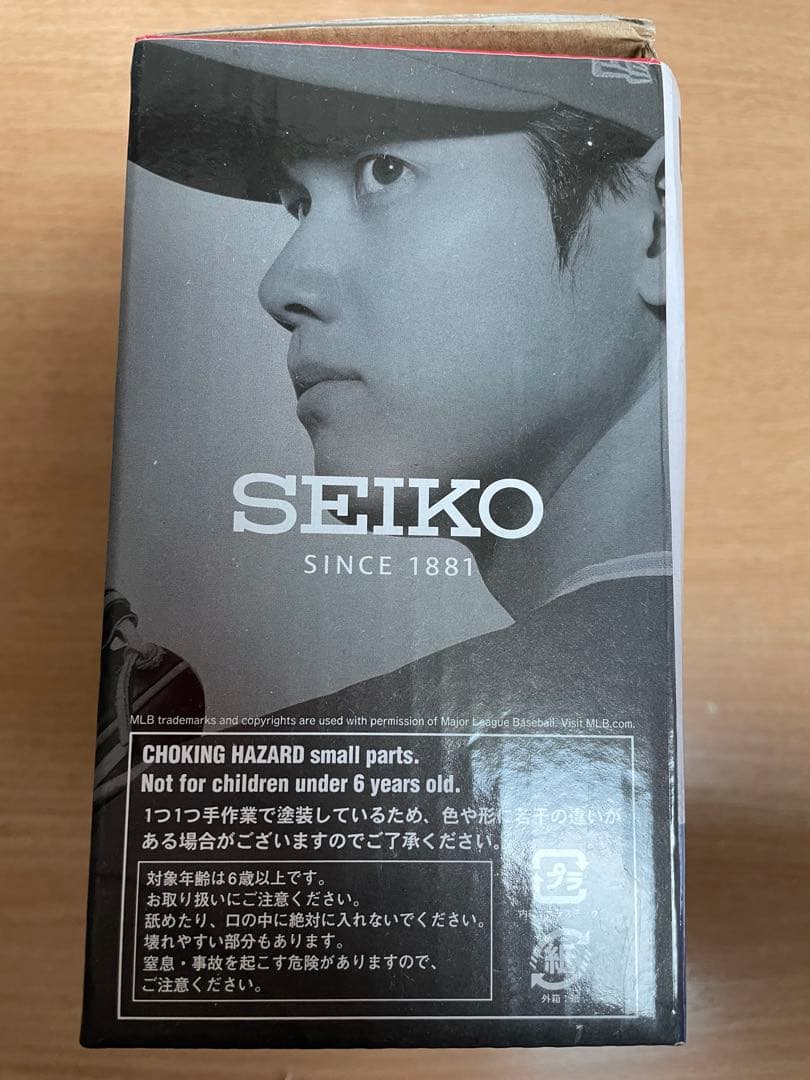 SEIKO
SINCE 1881
MLB trademarks and copyrights are used with permission of Major League Baseball. Visit MLB.com.
CHOKING HAZARD small parts.
Not for children under 6 years old.
1つ1つ手作業で塗装しているため、色や形に若干の違いが
ある場合がございますのでご了承ください。
対象年齢は6歳以上です。
お取り扱いにご注意ください。
舐めたり、口の中に絶対に入れないでください。
壊れやすい部分もあります。
窒息・事故を起こす危険がありますので、
ご注意ください。
プラ
紙
外箱:紙